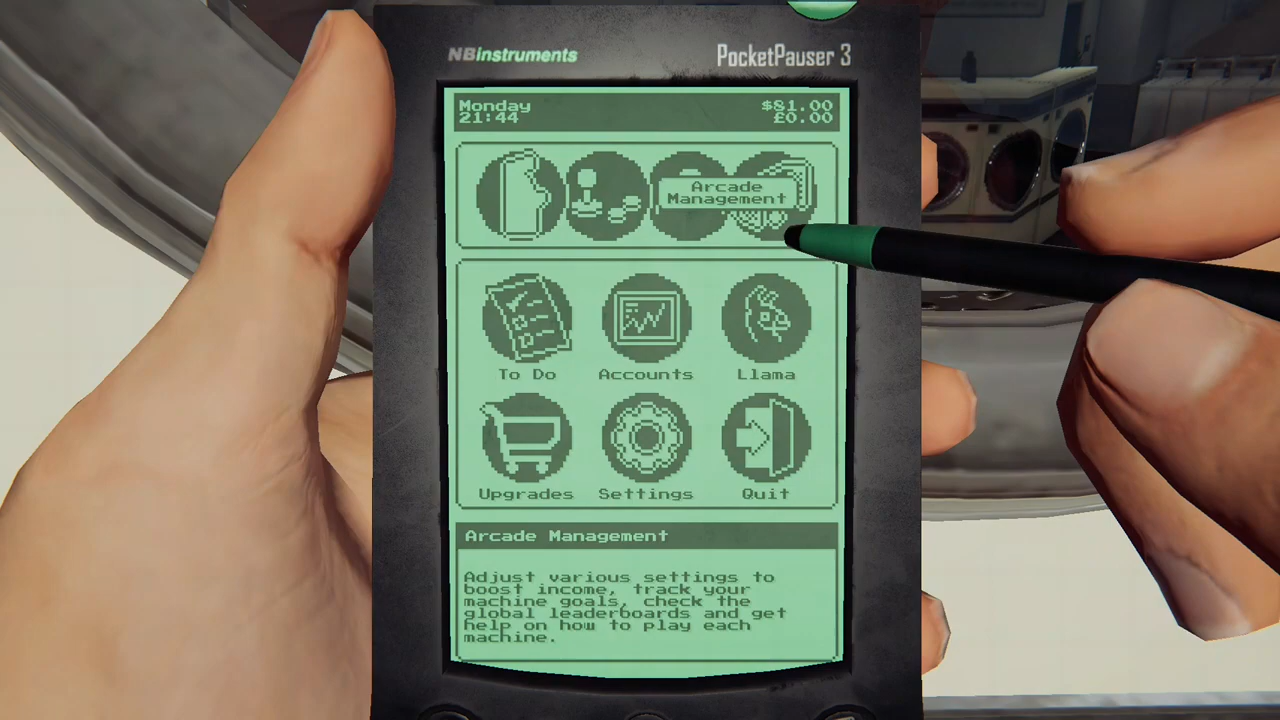 NBinstruments
PocketPauser 3
Monday
21:44
$81.00
£0.00
Arcade
Management
To Do
Accounts
Llama
Upgrades
Settings
Quit
Arcade Management
Adjust various settings to
boost income, track your
machine goals, check the
global leaderboards and get
help on how to play each
machine.